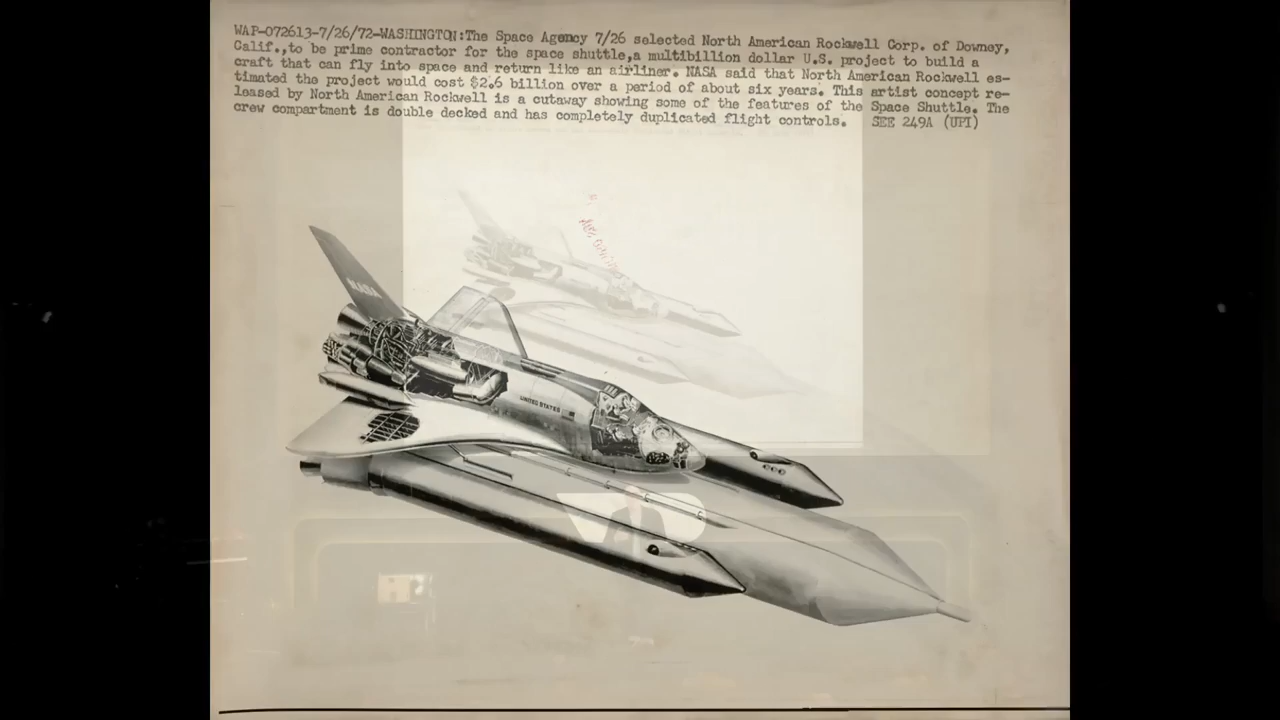 WAP-072613-7/26/72-WASHINGTON:The Space Agency 7/26 selected North American Rockwell Corp. of Downey,
Calif.,to be prime contractor for the space shuttle,a multibillion dollar U.S. project to build a
craft that can fly into space and return like an airliner. NASA said that North American Rockwell es-
timated the project would cost $2.6 billion over a period of about six years. This artist concept re-
leased by North American Rockwell is a cutaway showing some of the features of the Space Shuttle. The
crew compartment is double decked and has completely duplicated flight controls. SEE 249A (UPI)
NASA
UNITED STATES